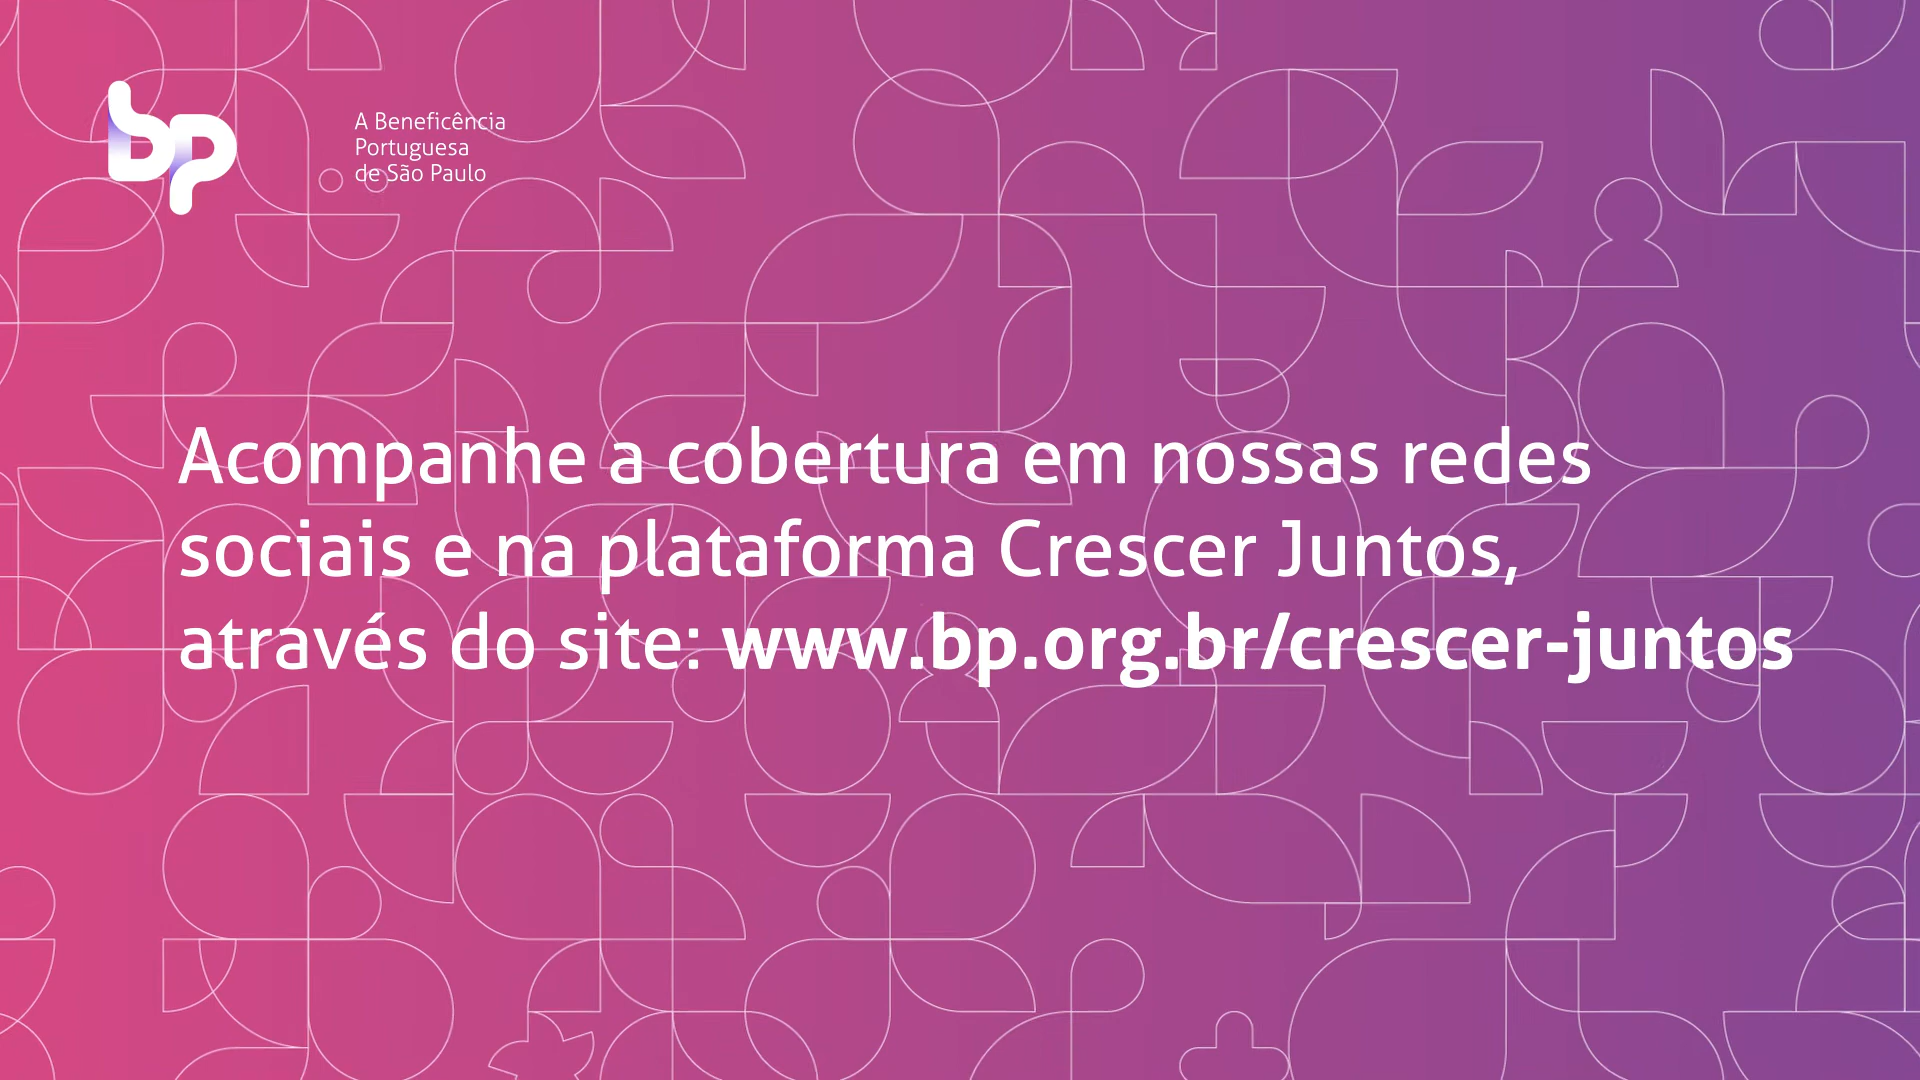 bp
A Beneficência
Portuguesa
de São Paulo
Acompanhe a cobertura em nossas redes
sociais e na plataforma Crescer Juntos,
através do site: www.bp.org.br/crescer-juntos